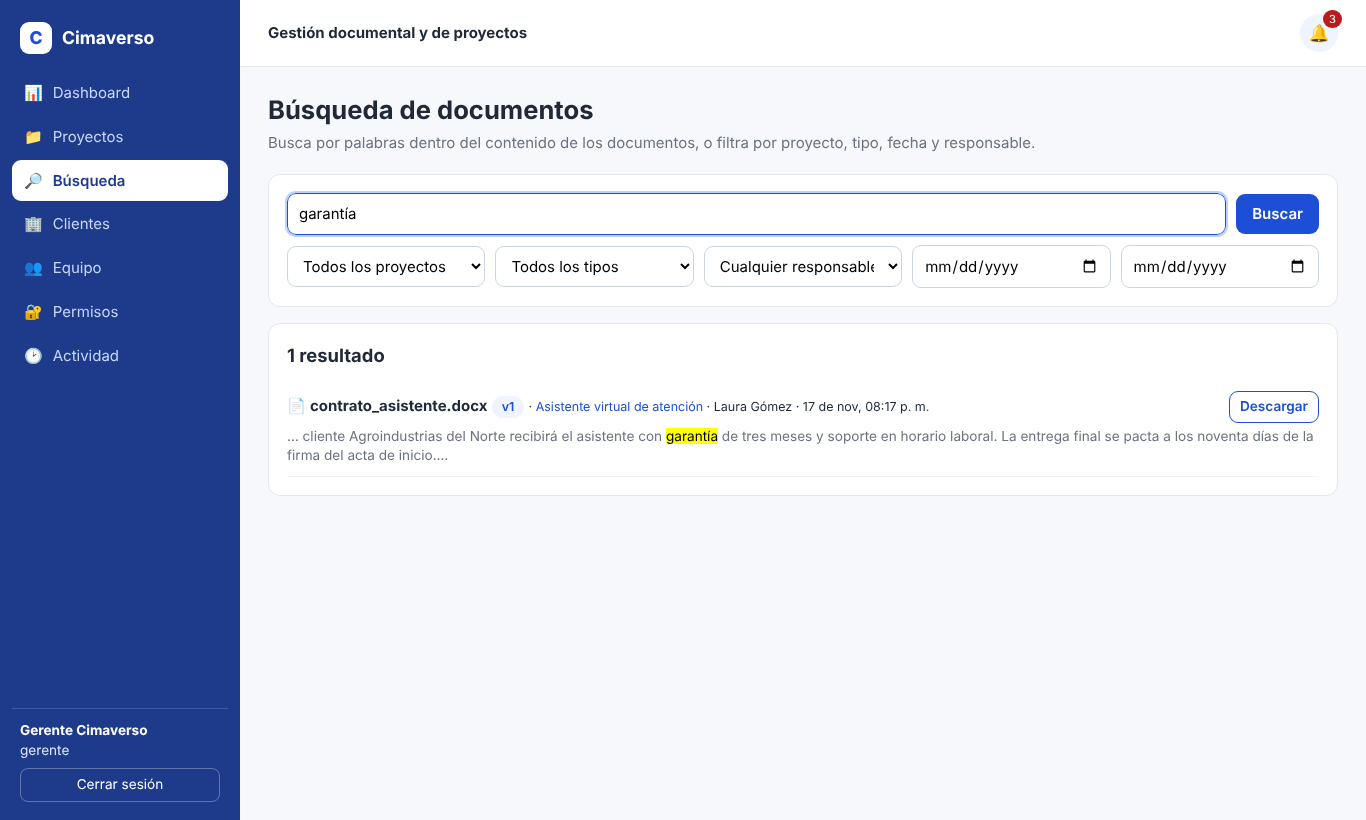 C Cimaverso
Dashboard
Proyectos
Búsqueda
Clientes
Equipo
Permisos
Actividad
Gerente Cimaverso
gerente
Cerrar sesión
Gestión documental y de proyectos
3
Búsqueda de documentos
Busca por palabras dentro del contenido de los documentos, o filtra por proyecto, tipo, fecha y responsable.
garantía
Buscar
Todos los proyectos
Todos los tipos
Cualquier responsable
mm/dd/yyyy
mm/dd/yyyy
1 resultado
contrato_asistente.docx v1 · Asistente virtual de atención · Laura Gómez · 17 de nov, 08:17 p. m.
Descargar
... cliente Agroindustrias del Norte recibirá el asistente con garantía de tres meses y soporte en horario laboral. La entrega final se pacta a los noventa días de la
firma del acta de inicio....